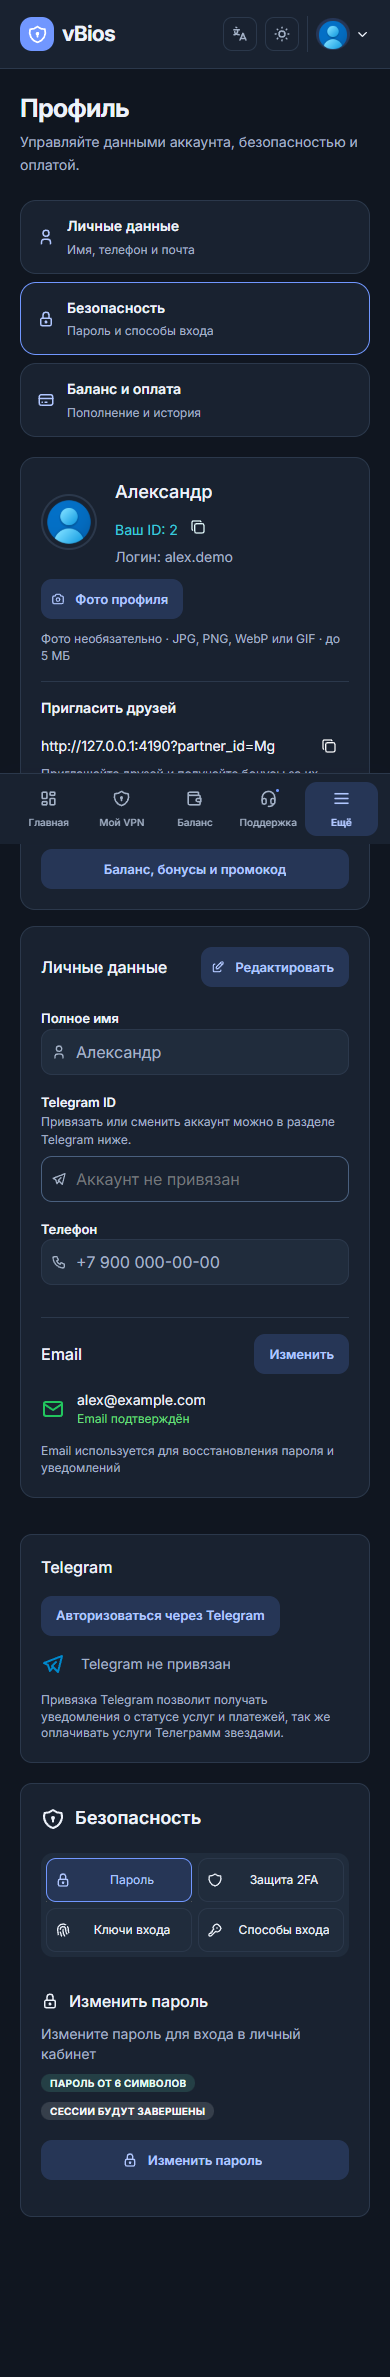 vBios
Профиль
Управляйте данными аккаунта, безопасностью и
оплатой.
Личные данные
Имя, телефон и почта
Безопасность
Пароль и способы входа
Баланс и оплата
Пополнение и история
Александр
Ваш ID: 2
Логин: alex.demo
Фото профиля
Фото необязательно · JPG, PNG, WebP или GIF · до
5 МБ
Пригласить друзей
http://127.0.0.1:4190?partner_id=Mg
Главная
Мой VPN
Баланс
Поддержка
Ещё
Баланс, бонусы и промокод
Личные данные
Редактировать
Полное имя
Александр
Telegram ID
Привязать или сменить аккаунт можно в разделе
Telegram ниже.
Аккаунт не привязан
Телефон
+7 900 000-00-00
Email
Изменить
alex@example.com
Email подтверждён
Email используется для восстановления пароля и
уведомлений
Telegram
Авторизоваться через Telegram
Telegram не привязан
Привязка Telegram позволит получать
уведомления о статусе услуг и платежей, так же
оплачивать услуги Телеграмм звездами.
Безопасность
Пароль
Защита 2FA
Ключи входа
Способы входа
Изменить пароль
Измените пароль для входа в личный
кабинет
ПАРОЛЬ ОТ 6 СИМВОЛОВ
СЕССИИ БУДУТ ЗАВЕРШЕНЫ
Изменить пароль